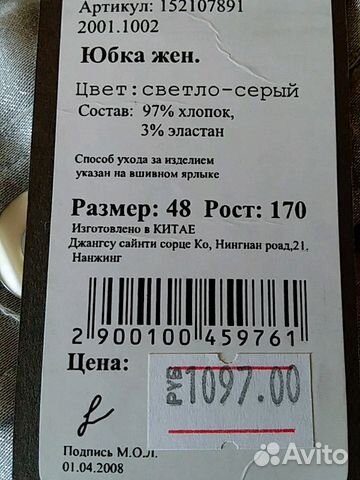 Артикул: 152107891
2001.1002
Юбка жен.
Цвет:светло-серый
Состав: 97% хлопок,
3% эластан
Способ ухода за изделием
указан на вшивном ярлыке
Размер: 48 Рост: 170
Изготовлено в КИТАЕ
Джангсу сайнти сорце Ко, Нингнан роад,21.
Нанжинг
2 900100 459761
Цена:
РУБ 1097.00
Подпись М.О.Л.
01.04.2008
Avito